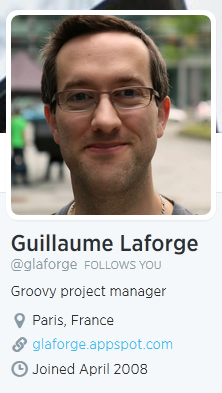 Guillaume Laforge
@glaforge FOLLOWS YOU
Groovy project manager
Paris, France
glaforge.appspot.com
Joined April 2008